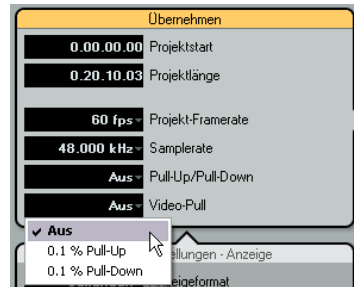 Übernehmen
0.00.00.00 Projektstart
0.20.10.03 Projektlänge
60 fps Projekt-Framerate
48.000 kHz Samplerate
Aus Pull-Up/Pull-Down
Aus Video-Pull
Aus
0.1 % Pull-Up
ellungen - Anzeige
0.1 % Pull-Down
eigeformat